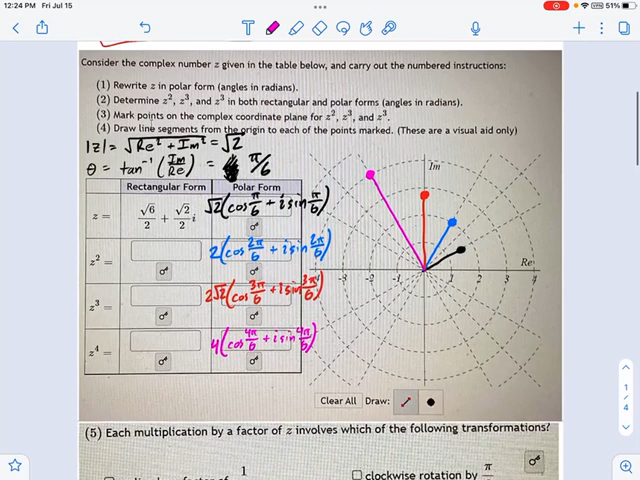 12:24 PM Fri Jul 15
51%
Consider the complex number z given in the table below, and carry out the numbered instructions:
(1) Rewrite z in polar form (angles in radians).
(2) Determine z², z³, and z³ in both rectangular and polar forms (angles in radians).
(3) Mark points on the complex coordinate plane for z², z³, and z³.
(4) Draw line segments from the origin to each of the points marked. (These are a visual aid only)
|z| = √(Re² + Im²) = √2
θ = tan⁻¹(Im/Re) = π/6
Rectangular Form Polar Form
z = √6/2 + √2/2 i √2(cos π/6 + i sin π/6)
z² = 2(cos 2π/6 + i sin 2π/6)
z³ = 2√2(cos 3π/6 + i sin 3π/6)
z⁴ = 4(cos 4π/6 + i sin 4π/6)
Im
Re
-3 -2 -1 1 2 3 4
Clear All Draw:
1
/
4
(5) Each multiplication by a factor of z involves which of the following transformations?
1
clockwise rotation by π